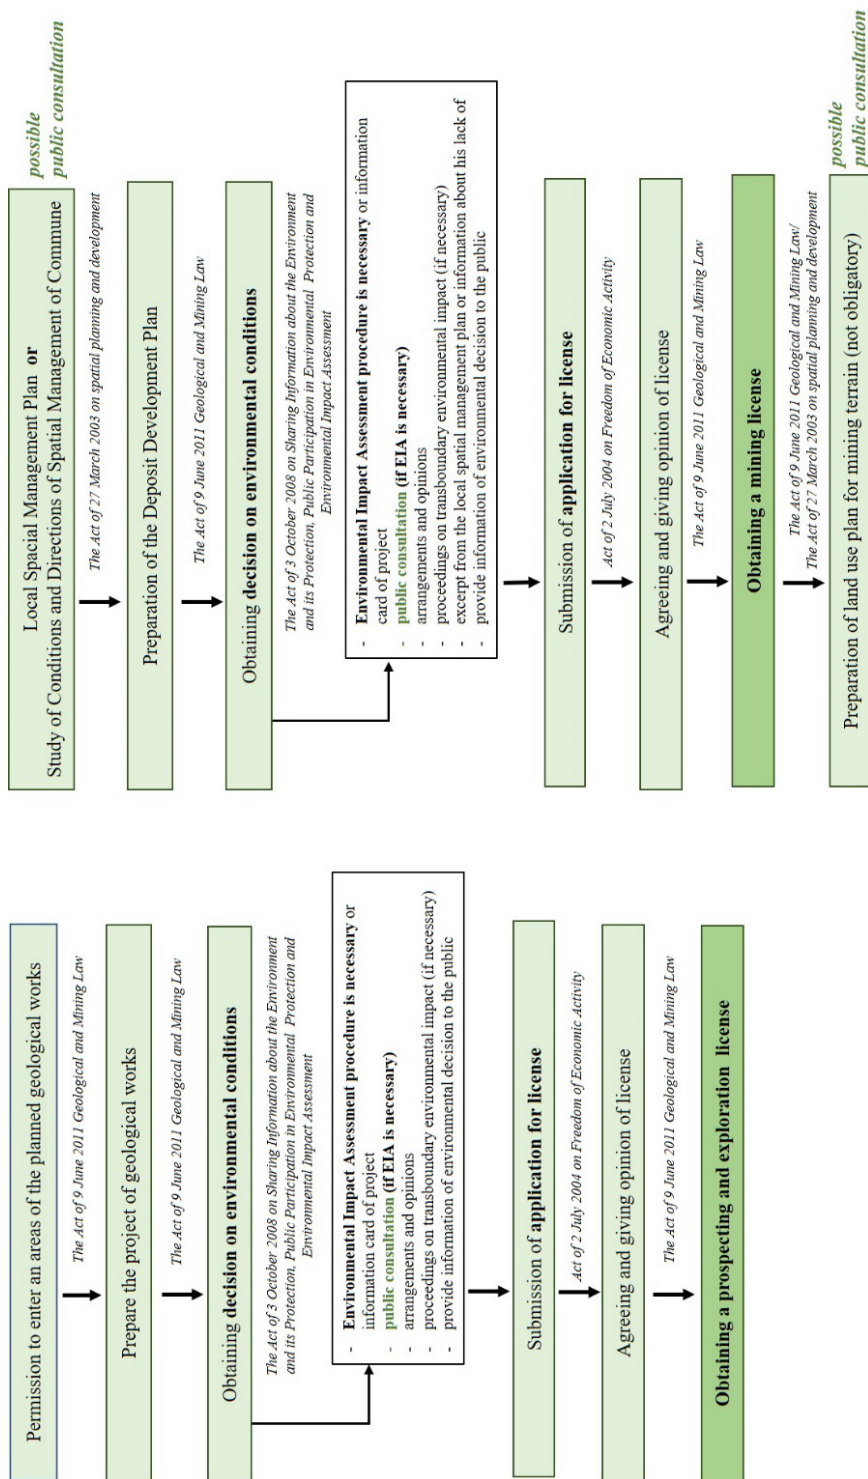 Permission to enter an areas of the planned geological works
The Act of 9 June 2011 Geological and Mining Law
Prepare the project of geological works
The Act of 9 June 2011 Geological and Mining Law
Obtaining decision on environmental conditions
The Act of 3 October 2008 on Sharing Information about the Environment
and its Protection, Public Participation in Environmental Protection and
Environmental Impact Assessment
- Environmental Impact Assessment procedure is necessary or
information card of project
- public consultation (if EIA is necessary)
- arrangements and opinions
- proceedings on transboundary environmental impact (if necessary)
- provide information of environmental decision to the public
Submission of application for license
Act of 2 July 2004 on Freedom of Economic Activity
Agreeing and giving opinion of license
The Act of 9 June 2011 Geological and Mining Law
Obtaining a prospecting and exploration license
Local Spacial Management Plan or
Study of Conditions and Directions of Spatial Management of Commune
possible
public consultation
The Act of 27 March 2003 on spatial planning and development
Preparation of the Deposit Development Plan
The Act of 9 June 2011 Geological and Mining Law
Obtaining decision on environmental conditions
The Act of 3 October 2008 on Sharing Information about the Environment
and its Protection, Public Participation in Environmental Protection and
Environmental Impact Assessment
- Environmental Impact Assessment procedure is necessary or information
card of project
- public consultation (if EIA is necessary)
- arrangements and opinions
- proceedings on transboundary environmental impact (if necessary)
- excerpt from the local spatial management plan or information about his lack of
- provide information of environmental decision to the public
Submission of application for license
Act of 2 July 2004 on Freedom of Economic Activity
Agreeing and giving opinion of license
The Act of 9 June 2011 Geological and Mining Law
Obtaining a mining license
The Act of 9 June 2011 Geological and Mining Law/
The Act of 27 March 2003 on spatial planning and development
Preparation of land use plan for mining terrain (not obligatory)
possible
public consultation